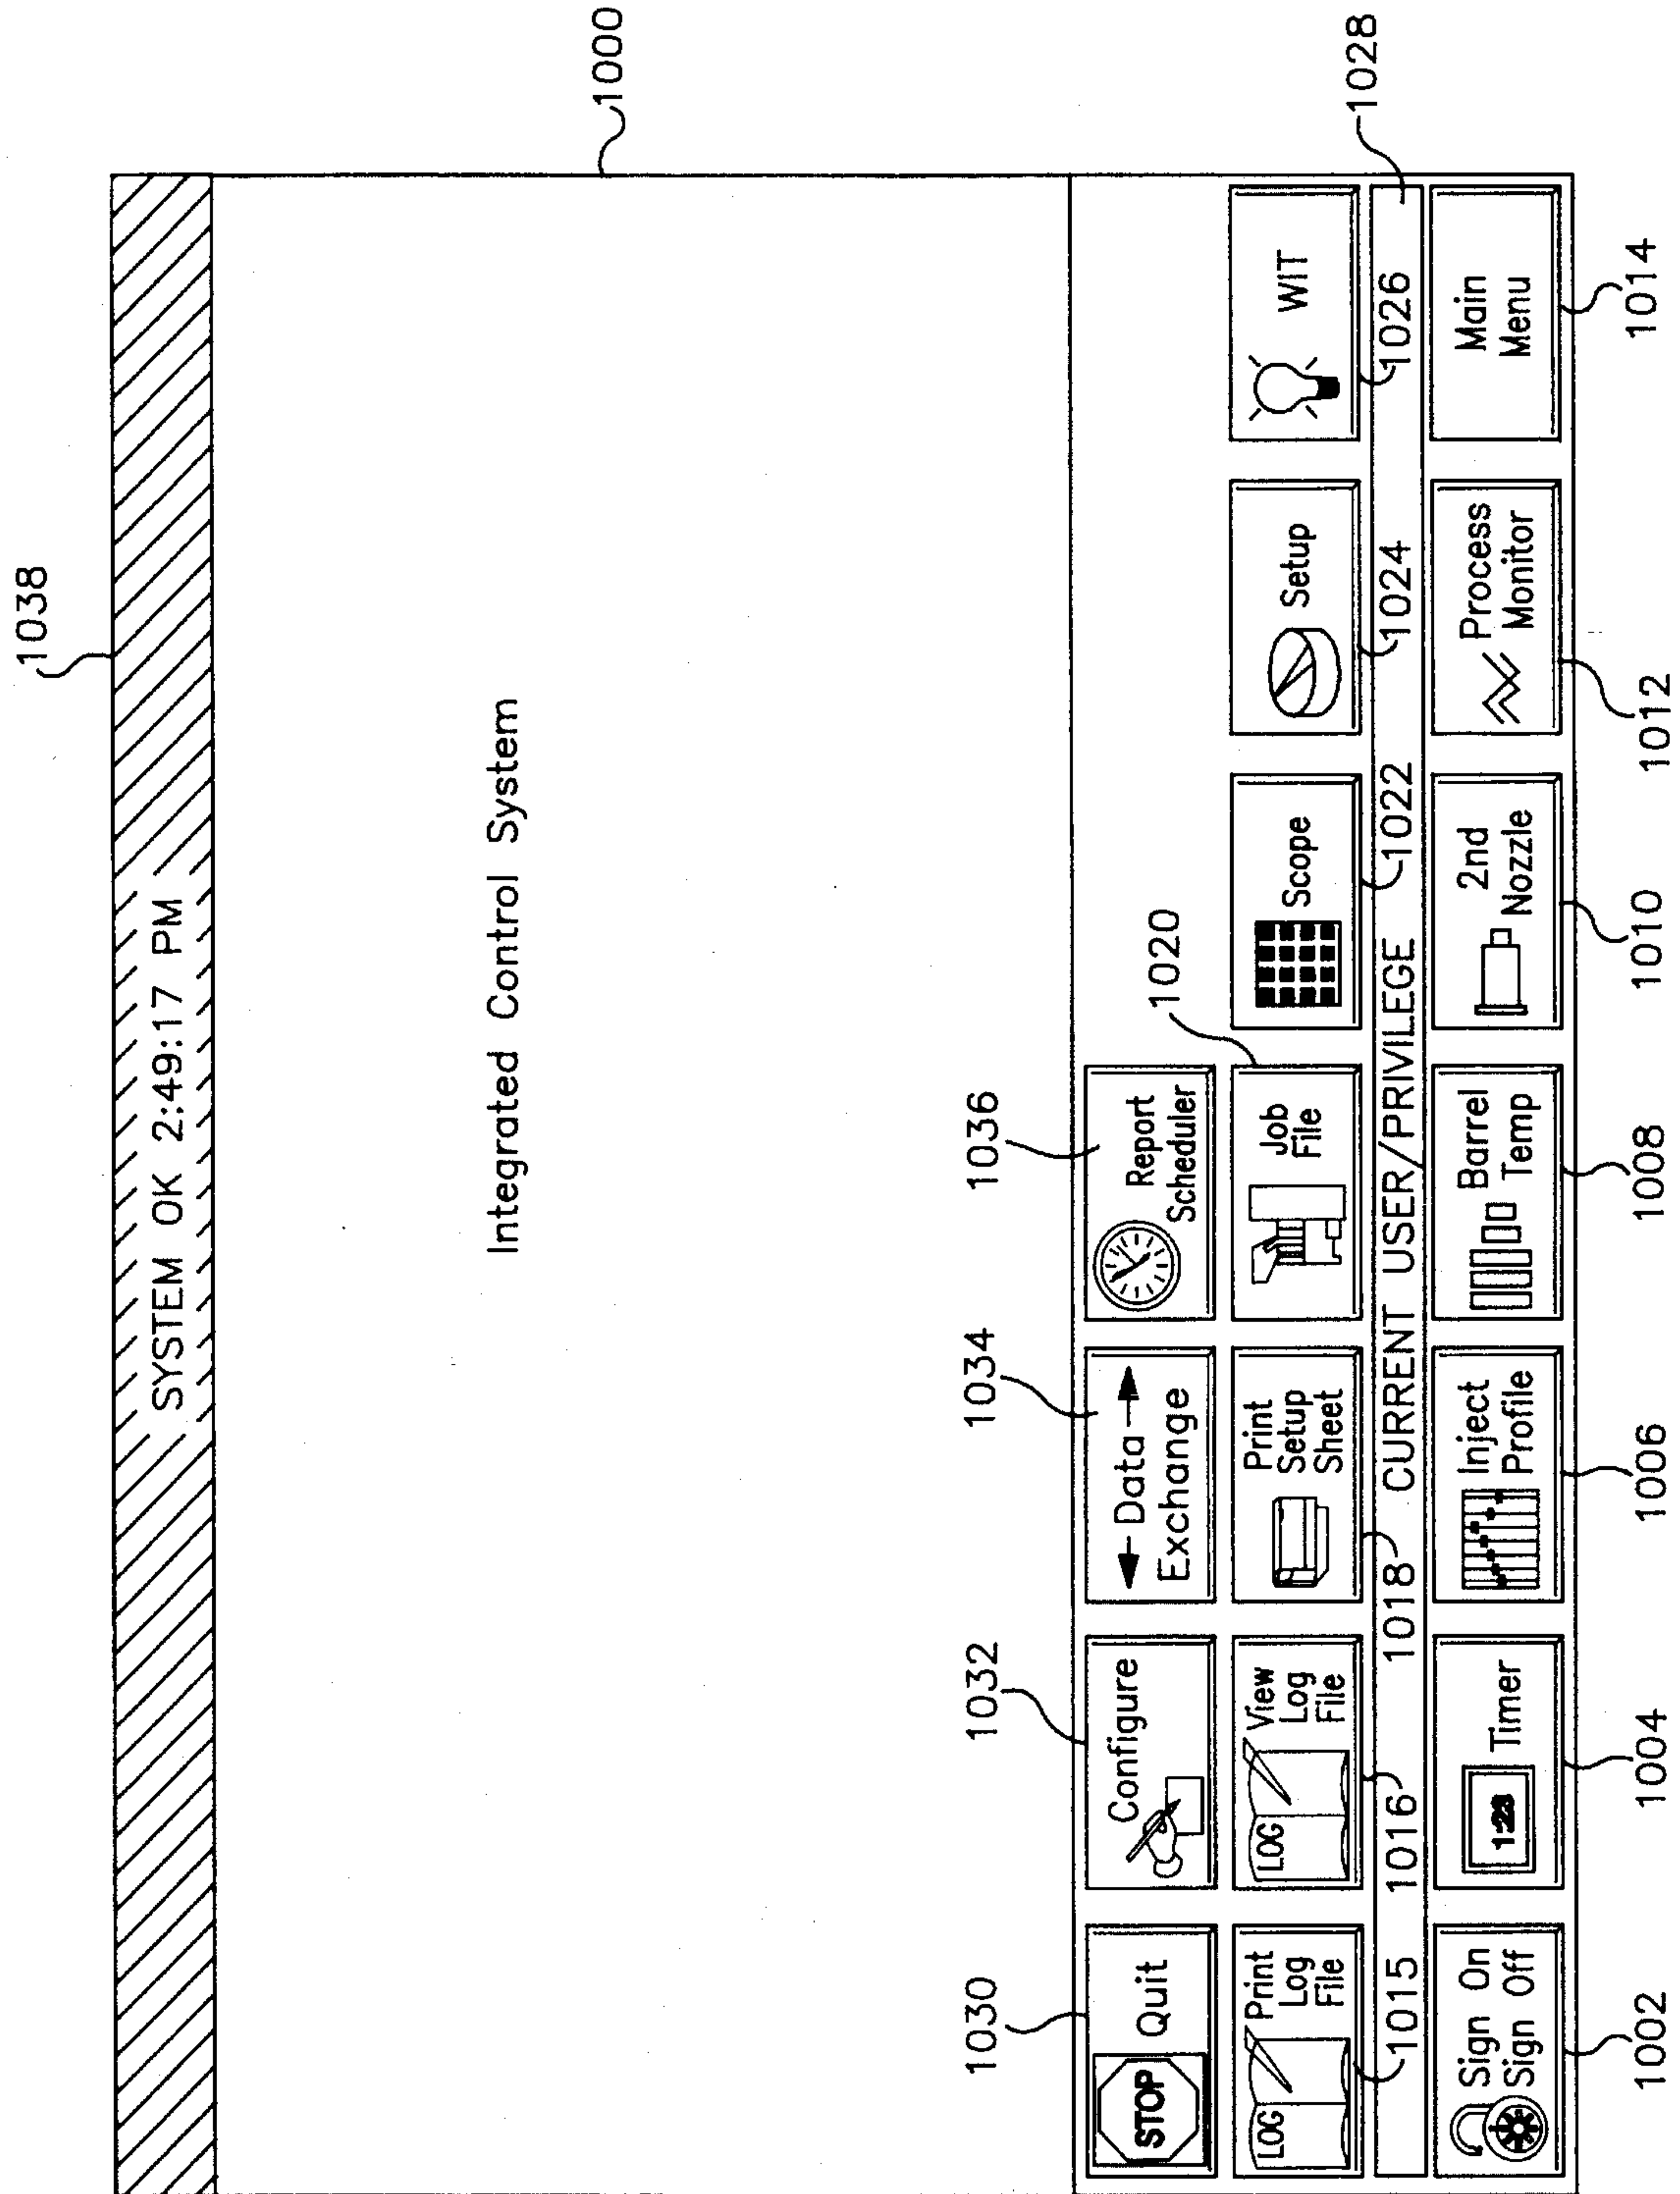 1038
SYSTEM OK 2:49:17 PM
1000
Integrated Control System
1030
1032
1034
1036
STOP
Quit
Configure
Data
Exchange
Report
Scheduler
1020
LOG
Print
Log
File
LOG
View
Log
File
Print
Setup
Sheet
Job
File
Scope
Setup
WIT
1015
1016
1018
CURRENT USER/PRIVILEGE
1022
1024
1026
1028
Sign On
Sign Off
1:23
Timer
Inject
Profile
Barrel
Temp
2nd
Nozzle
Process
Monitor
Main
Menu
1002
1004
1006
1008
1010
1012
1014